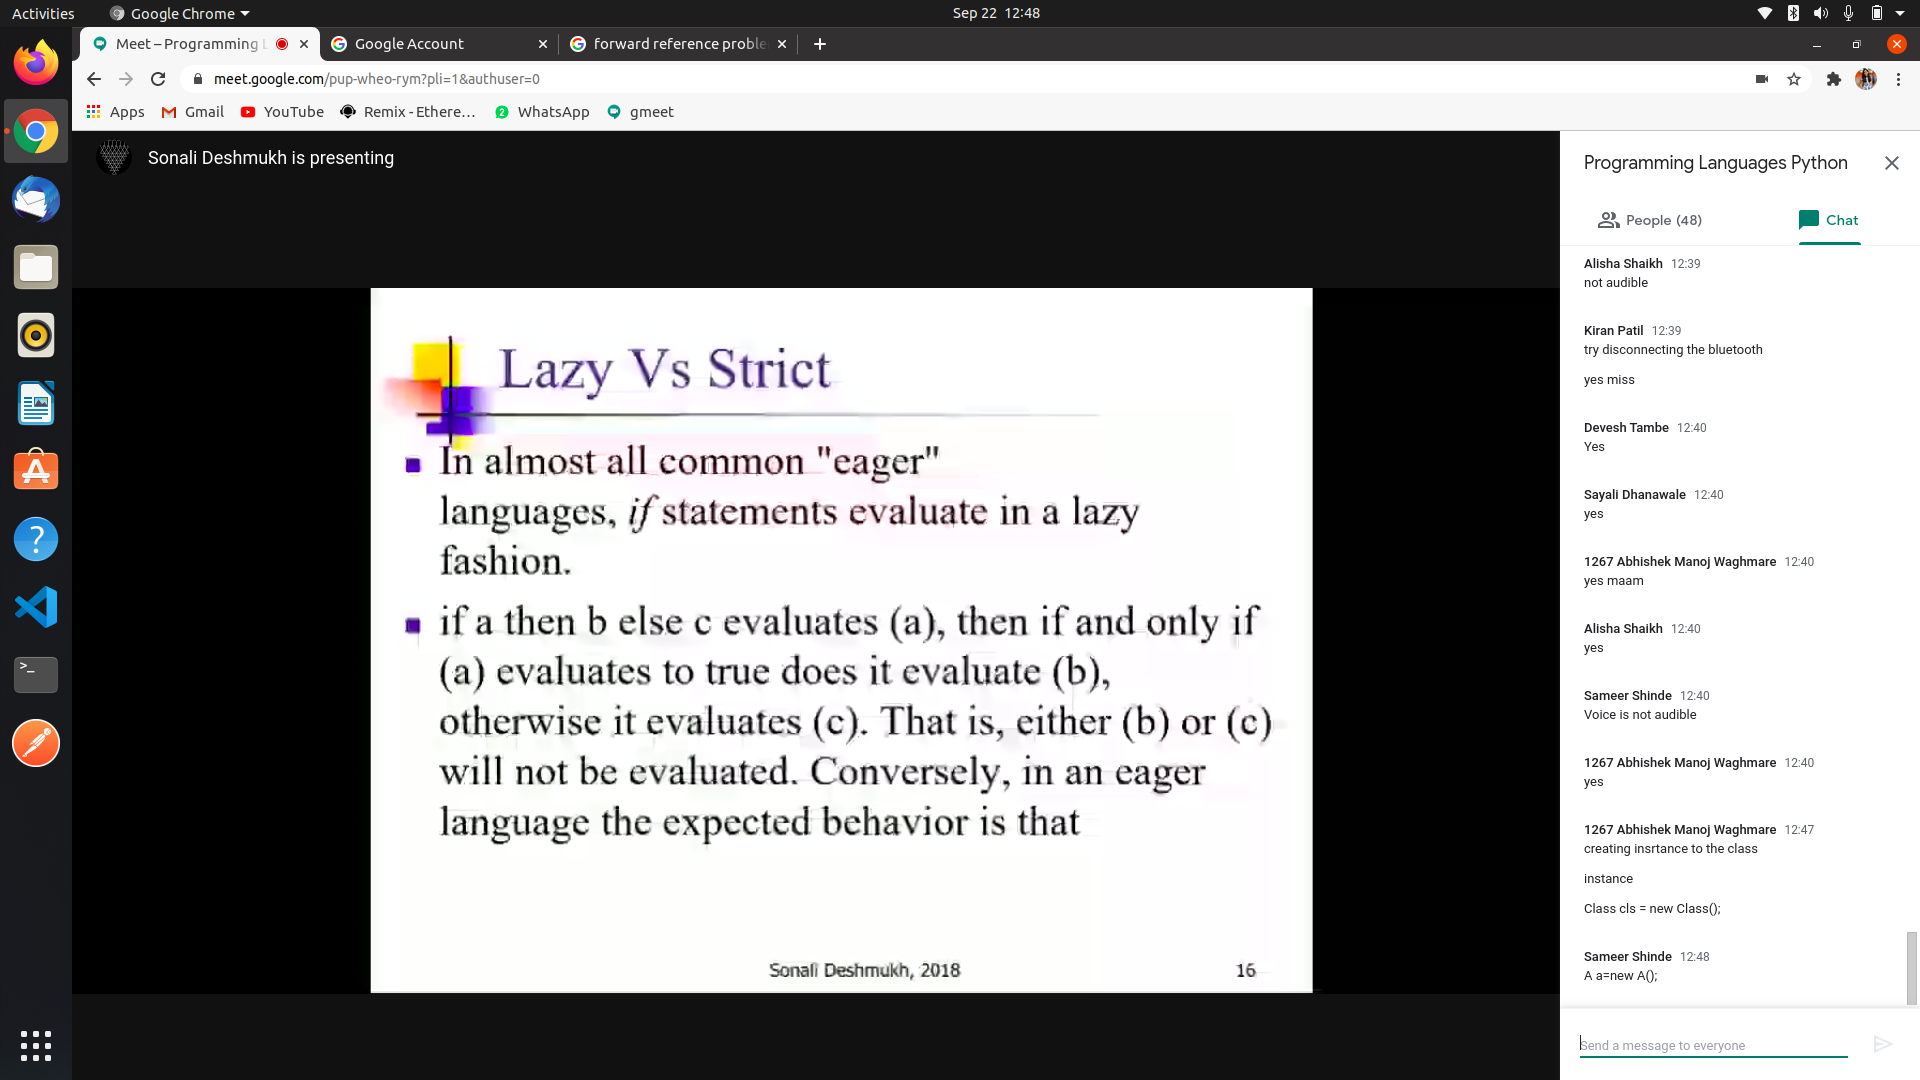 Activities
Google Chrome
Sep 22 12:48
Meet – Programming L
Google Account
forward reference proble
meet.google.com/pup-wheo-rym?pli=1&authuser=0
Apps
Gmail
YouTube
Remix - Ethere...
WhatsApp
gmeet
Sonali Deshmukh is presenting
Lazy Vs Strict
In almost all common "eager"
languages, if statements evaluate in a lazy
fashion.
if a then b else c evaluates (a), then if and only if
(a) evaluates to true does it evaluate (b),
otherwise it evaluates (c). That is, either (b) or (c)
will not be evaluated. Conversely, in an eager
language the expected behavior is that
Sonali Deshmukh, 2018
16
Programming Languages Python
People (48)
Chat
Alisha Shaikh 12:39
not audible
Kiran Patil 12:39
try disconnecting the bluetooth
yes miss
Devesh Tambe 12:40
Yes
Sayali Dhanawale 12:40
yes
1267 Abhishek Manoj Waghmare 12:40
yes maam
Alisha Shaikh 12:40
yes
Sameer Shinde 12:40
Voice is not audible
1267 Abhishek Manoj Waghmare 12:40
yes
1267 Abhishek Manoj Waghmare 12:47
creating insrtance to the class
instance
Class cls = new Class();
Sameer Shinde 12:48
A a=new A();
Send a message to everyone